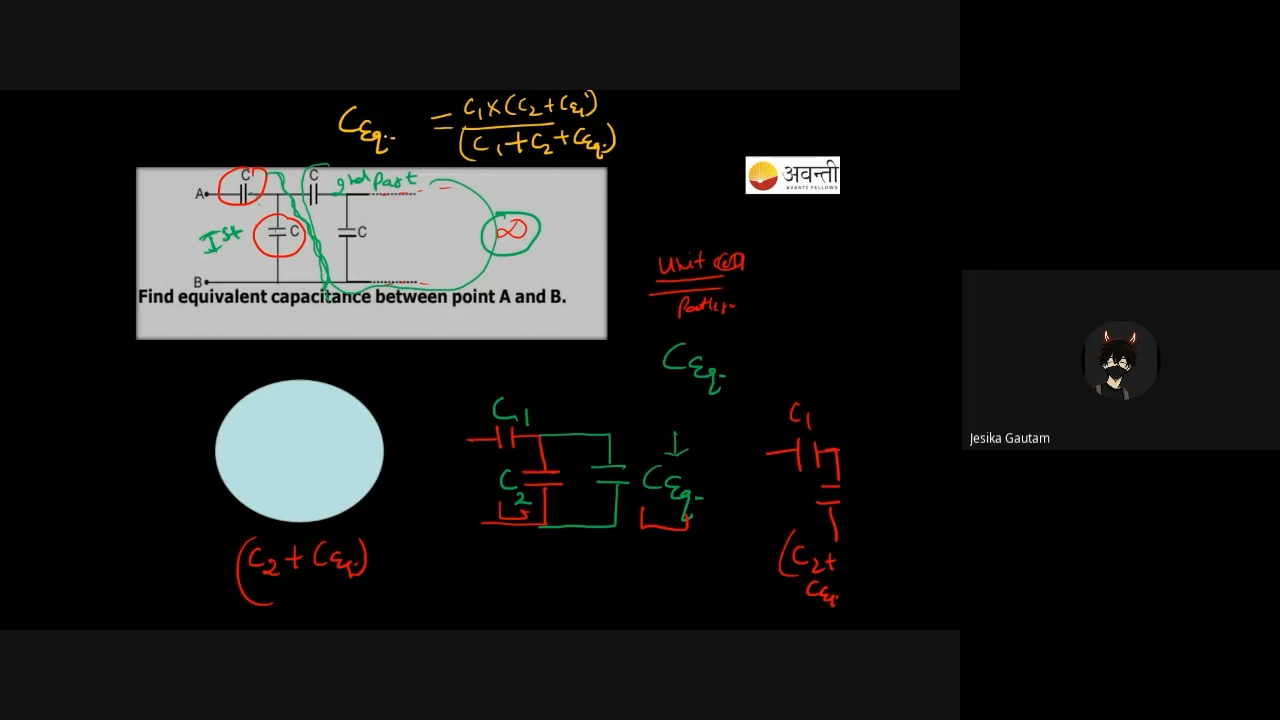 CEq. = C1×(C2+CEq.)
(C1+C2+CEq.)
अवन्ती
AVANTI FELLOWS
C C
A
2nd part
Ist C C ∞
B
Find equivalent capacitance between point A and B.
Unit cell
CEq.
C1
C2 CEq.
(C2 + CEq.)
C1
(C2+
CEq.
Jesika Gautam